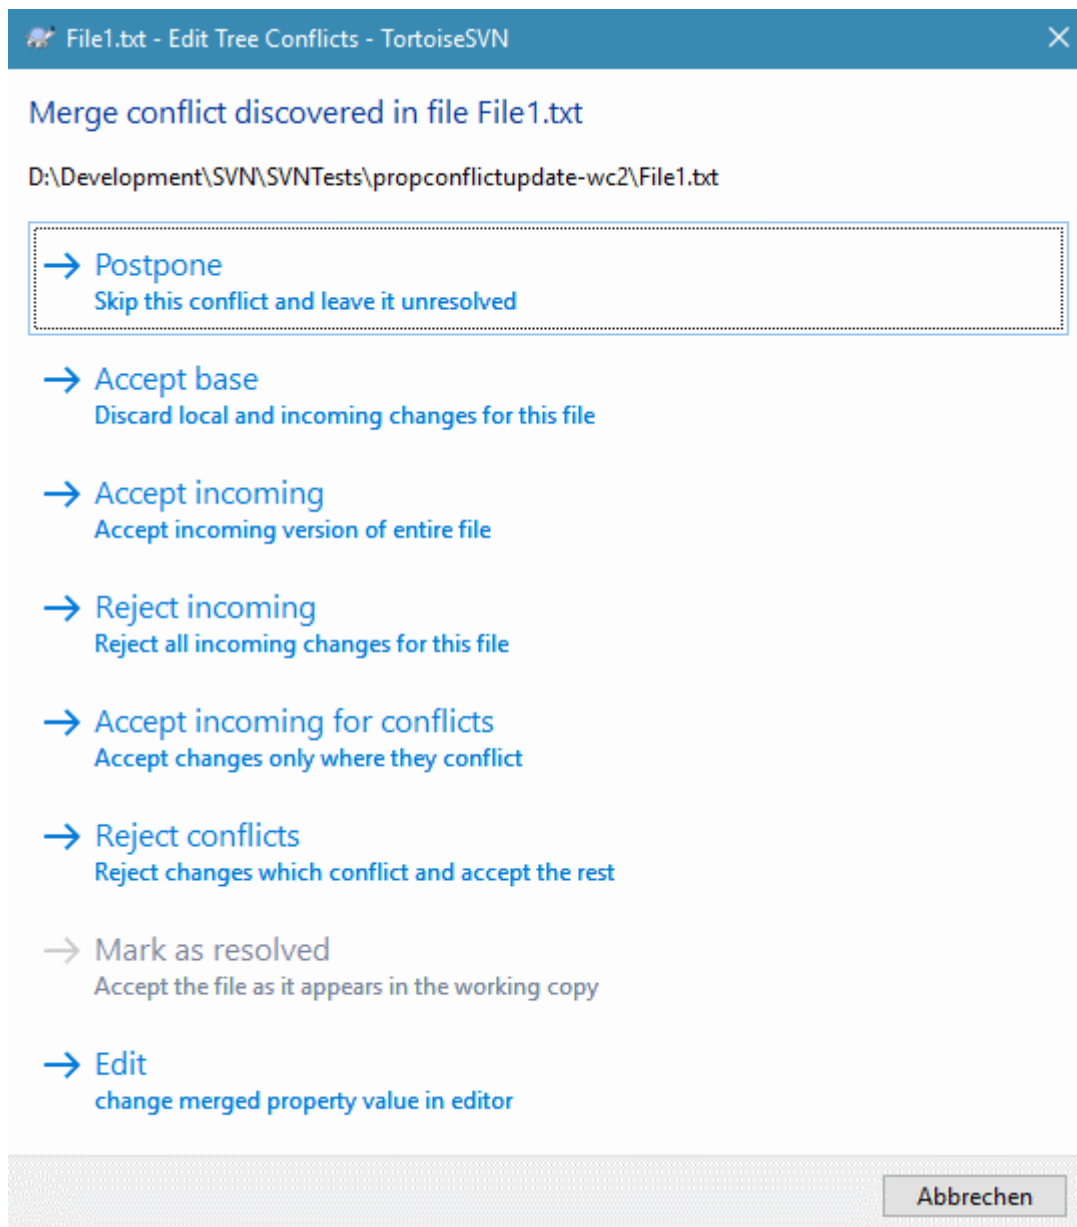 File1.txt - Edit Tree Conflicts - TortoiseSVN
Merge conflict discovered in file File1.txt
D:\Development\SVN\SVNTests\propconflictupdate-wc2\File1.txt
Postpone
Skip this conflict and leave it unresolved
Accept base
Discard local and incoming changes for this file
Accept incoming
Accept incoming version of entire file
Reject incoming
Reject all incoming changes for this file
Accept incoming for conflicts
Accept changes only where they conflict
Reject conflicts
Reject changes which conflict and accept the rest
Mark as resolved
Accept the file as it appears in the working copy
Edit
change merged property value in editor
Abbrechen